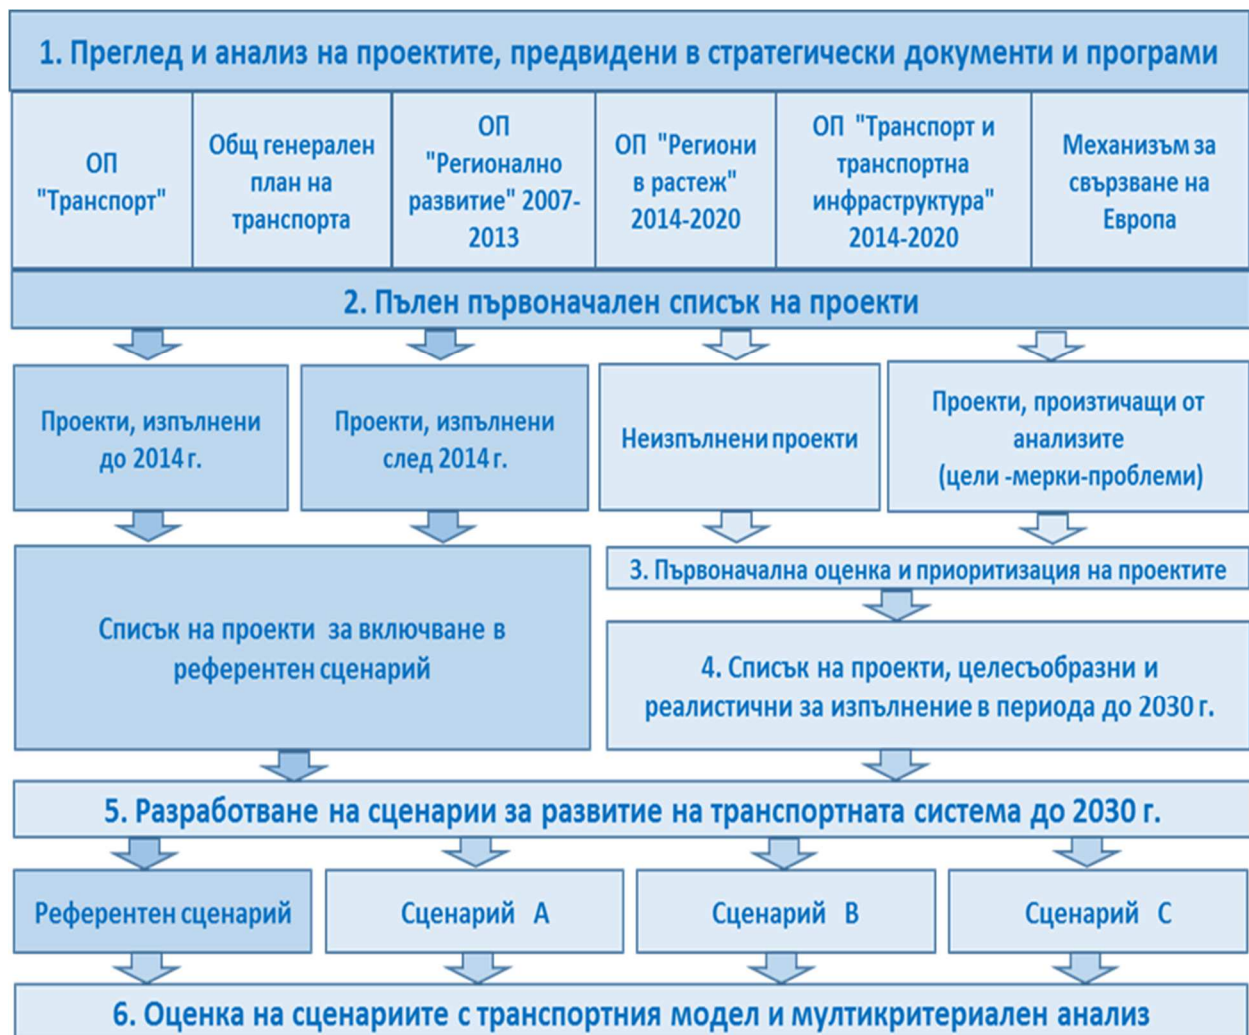 1. Преглед и анализ на проектите, предвидени в стратегически документи и програми
ОП
"Транспорт"
Общ генерален
план на
транспорта
ОП
"Регионално
развитие" 2007-
2013
ОП "Региони
в растеж"
2014-2020
ОП "Транспорт и
транспортна
инфраструктура"
2014-2020
Механизъм за
свързване на
Европа
2. Пълен първоначален списък на проекти
Проекти, изпълнени
до 2014 г.
Проекти, изпълнени
след 2014 г.
Неизпълнени проекти
Проекти, произтичащи от
анализите
(цели -мерки-проблеми)
Списък на проекти за включване в
референтен сценарий
3. Първоначална оценка и приоритизация на проектите
4. Списък на проекти, целесъобразни и
реалистични за изпълнение в периода до 2030 г.
5. Разработване на сценарии за развитие на транспортната система до 2030 г.
Референтен сценарий
Сценарий A
Сценарий B
Сценарий C
6. Оценка на сценариите с транспортния модел и мултикритериален анализ